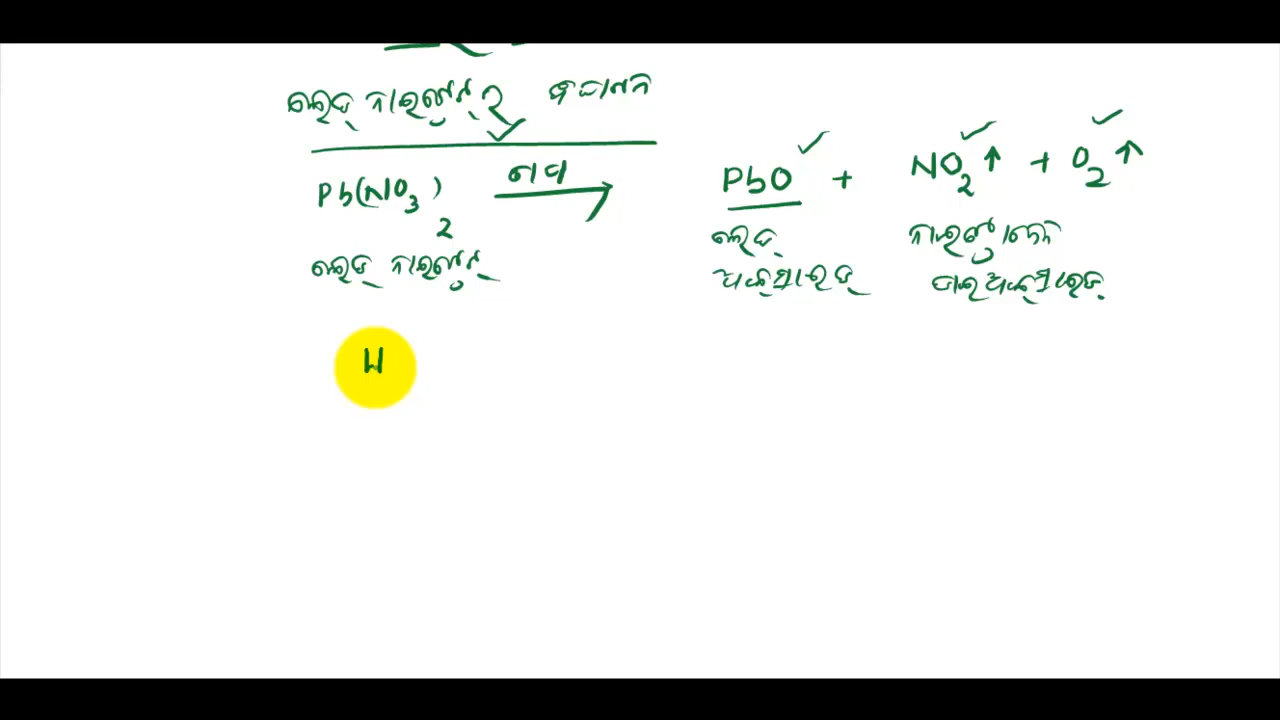 ଲେଡ୍ ନାଇଟ୍ରେଟ୍ ର
Pb(NO3)2 ତାପ → PbO + NO2 ↑ + O2 ↑
ଲେଡ୍ ନାଇଟ୍ରେଟ୍ ଲେଡ୍ ନାଇଟ୍ରୋଜେନ
ଅକ୍ସାଇଡ୍ ଡାଇଅକ୍ସାଇଡ୍